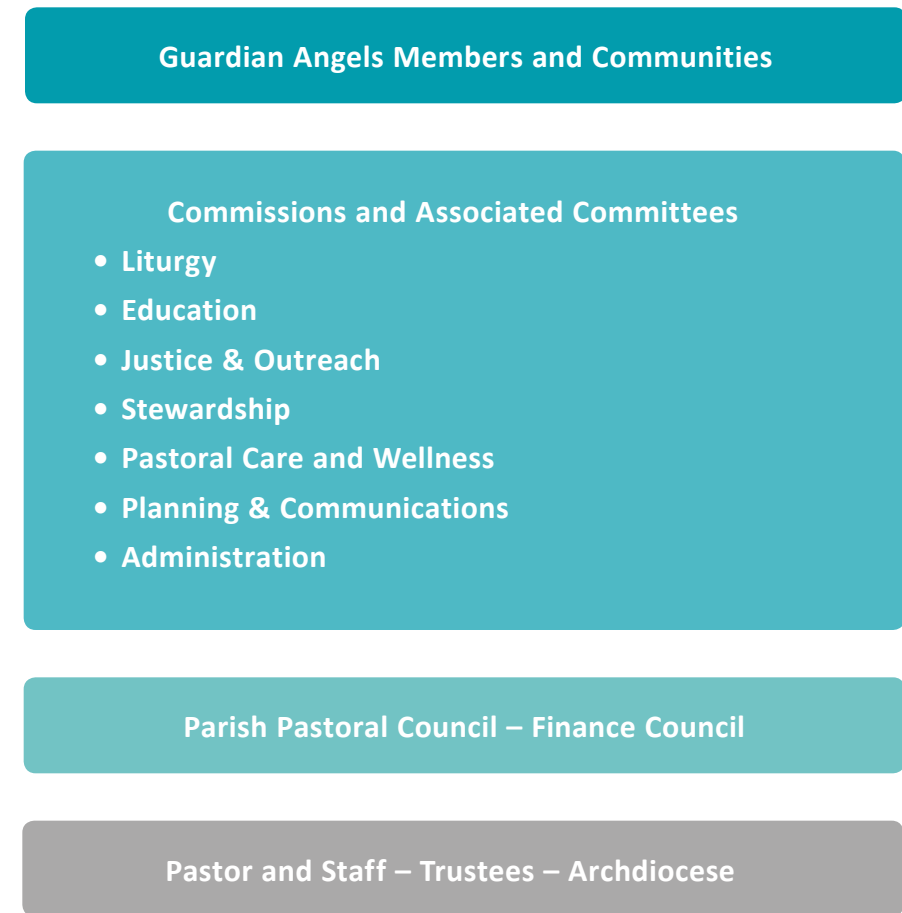 Guardian Angels Members and Communities
Commissions and Associated Committees
• Liturgy
• Education
• Justice & Outreach
• Stewardship
• Pastoral Care and Wellness
• Planning & Communications
• Administration
Parish Pastoral Council – Finance Council
Pastor and Staff – Trustees – Archdiocese